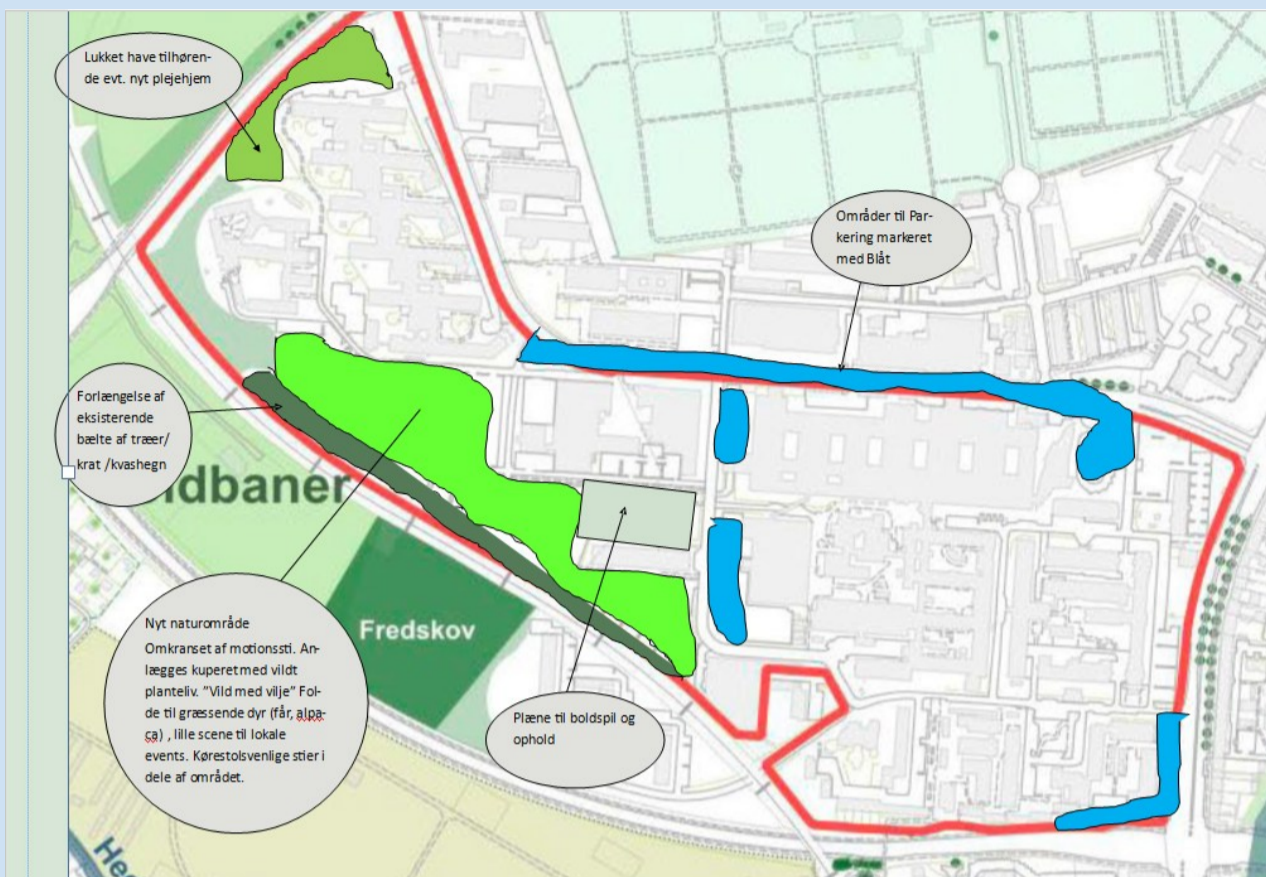 Lukket have tilhøren-
de evt. nyt plejehjem
Områder til Par-
kering markeret
med Blåt
Forlængelse af
eksisterende
bælte af træer/
krat /kvashegn
ldbaner
Fredskov
Nyt naturområde
Omkranset af motionssti. An-
lægges kuperet med vildt
planteliv. "Vild med vilje" Fol-
de til græssende dyr (får, alpa-
ca) , lille scene til lokale
events. Kørestolsvenlige stier i
dele af området.
Plæne til boldspil og
ophold
Hee